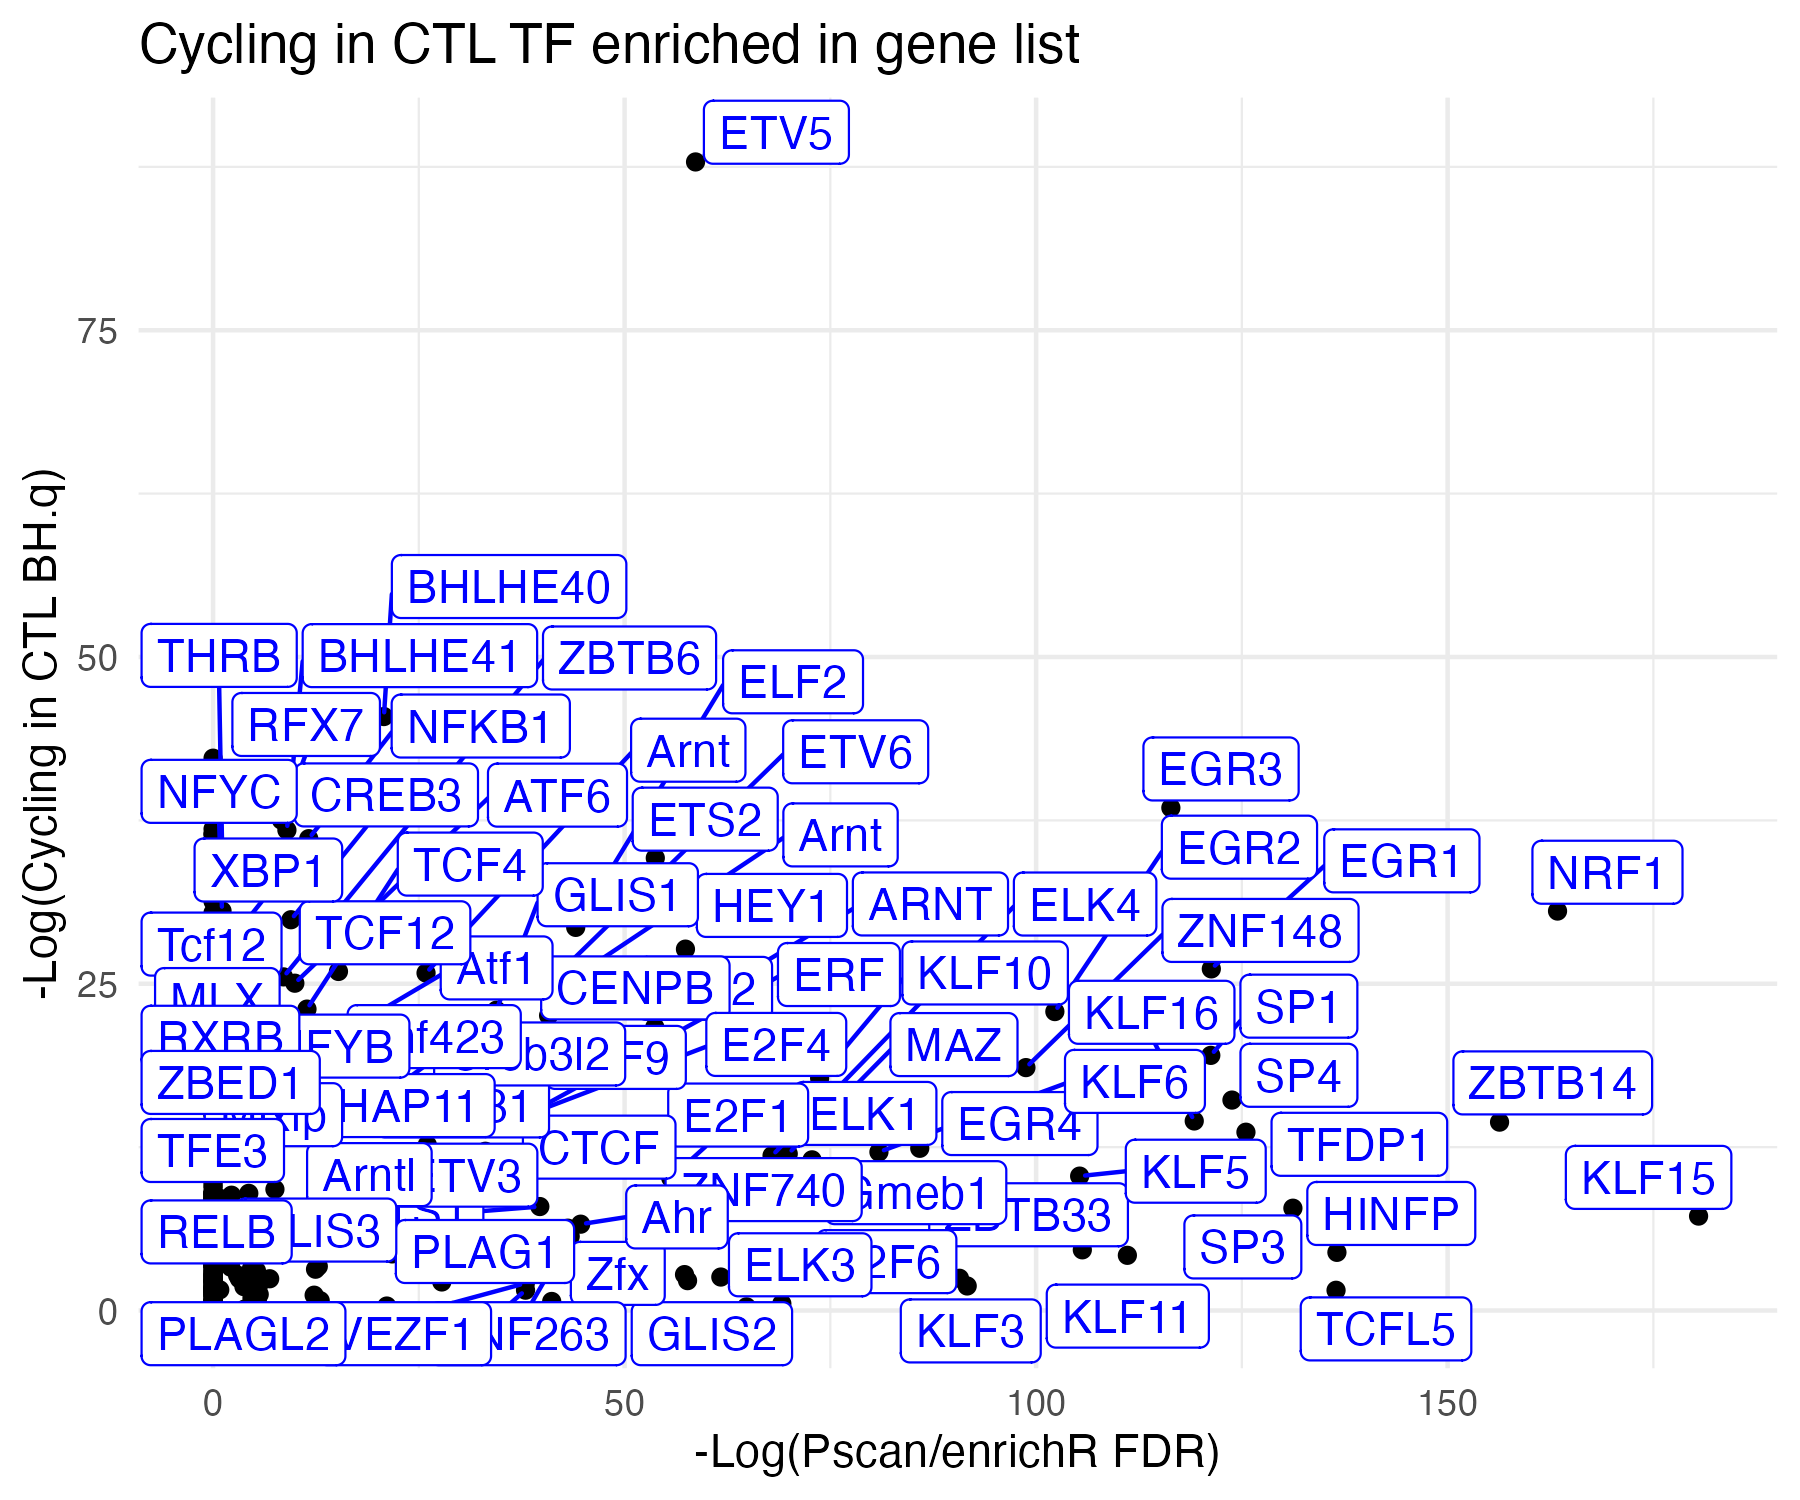 Cycling in CTL TF enriched in gene list
-Log(Cycling in CTL BH.q)
75
50
25
0
ETV5
BHLHE40
THRB
BHLHE41
ZBTB6
ELF2
RFX7
NFKB1
Arnt
ETV6
EGR3
NFYC
CREB3
ATF6
ETS2
Arnt
EGR2
EGR1
NRF1
XBP1
TCF4
GLIS1
HEY1
ARNT
ELK4
ZNF148
Tcf12
TCF12
Atf1
CENPB
2
ERF
KLF10
MLX
KLF16
SP1
RXRB
FYB
nf423
b3l2
F9
E2F4
MAZ
ZBED1
KLF6
SP4
ZBTB14
HAP11
B1
E2F1
ELK1
EGR4
TFE3
CTCF
TFDP1
Arntl
TV3
ZNF740
Gmeb1
KLF5
KLF15
RELB
LIS3
PLAG1
Ahr
TB33
SP3
HINFP
Zfx
ELK3
2F6
PLAGL2
VEZF1
NF263
GLIS2
KLF3
KLF11
TCFL5
0
50
100
150
-Log(Pscan/enrichR FDR)